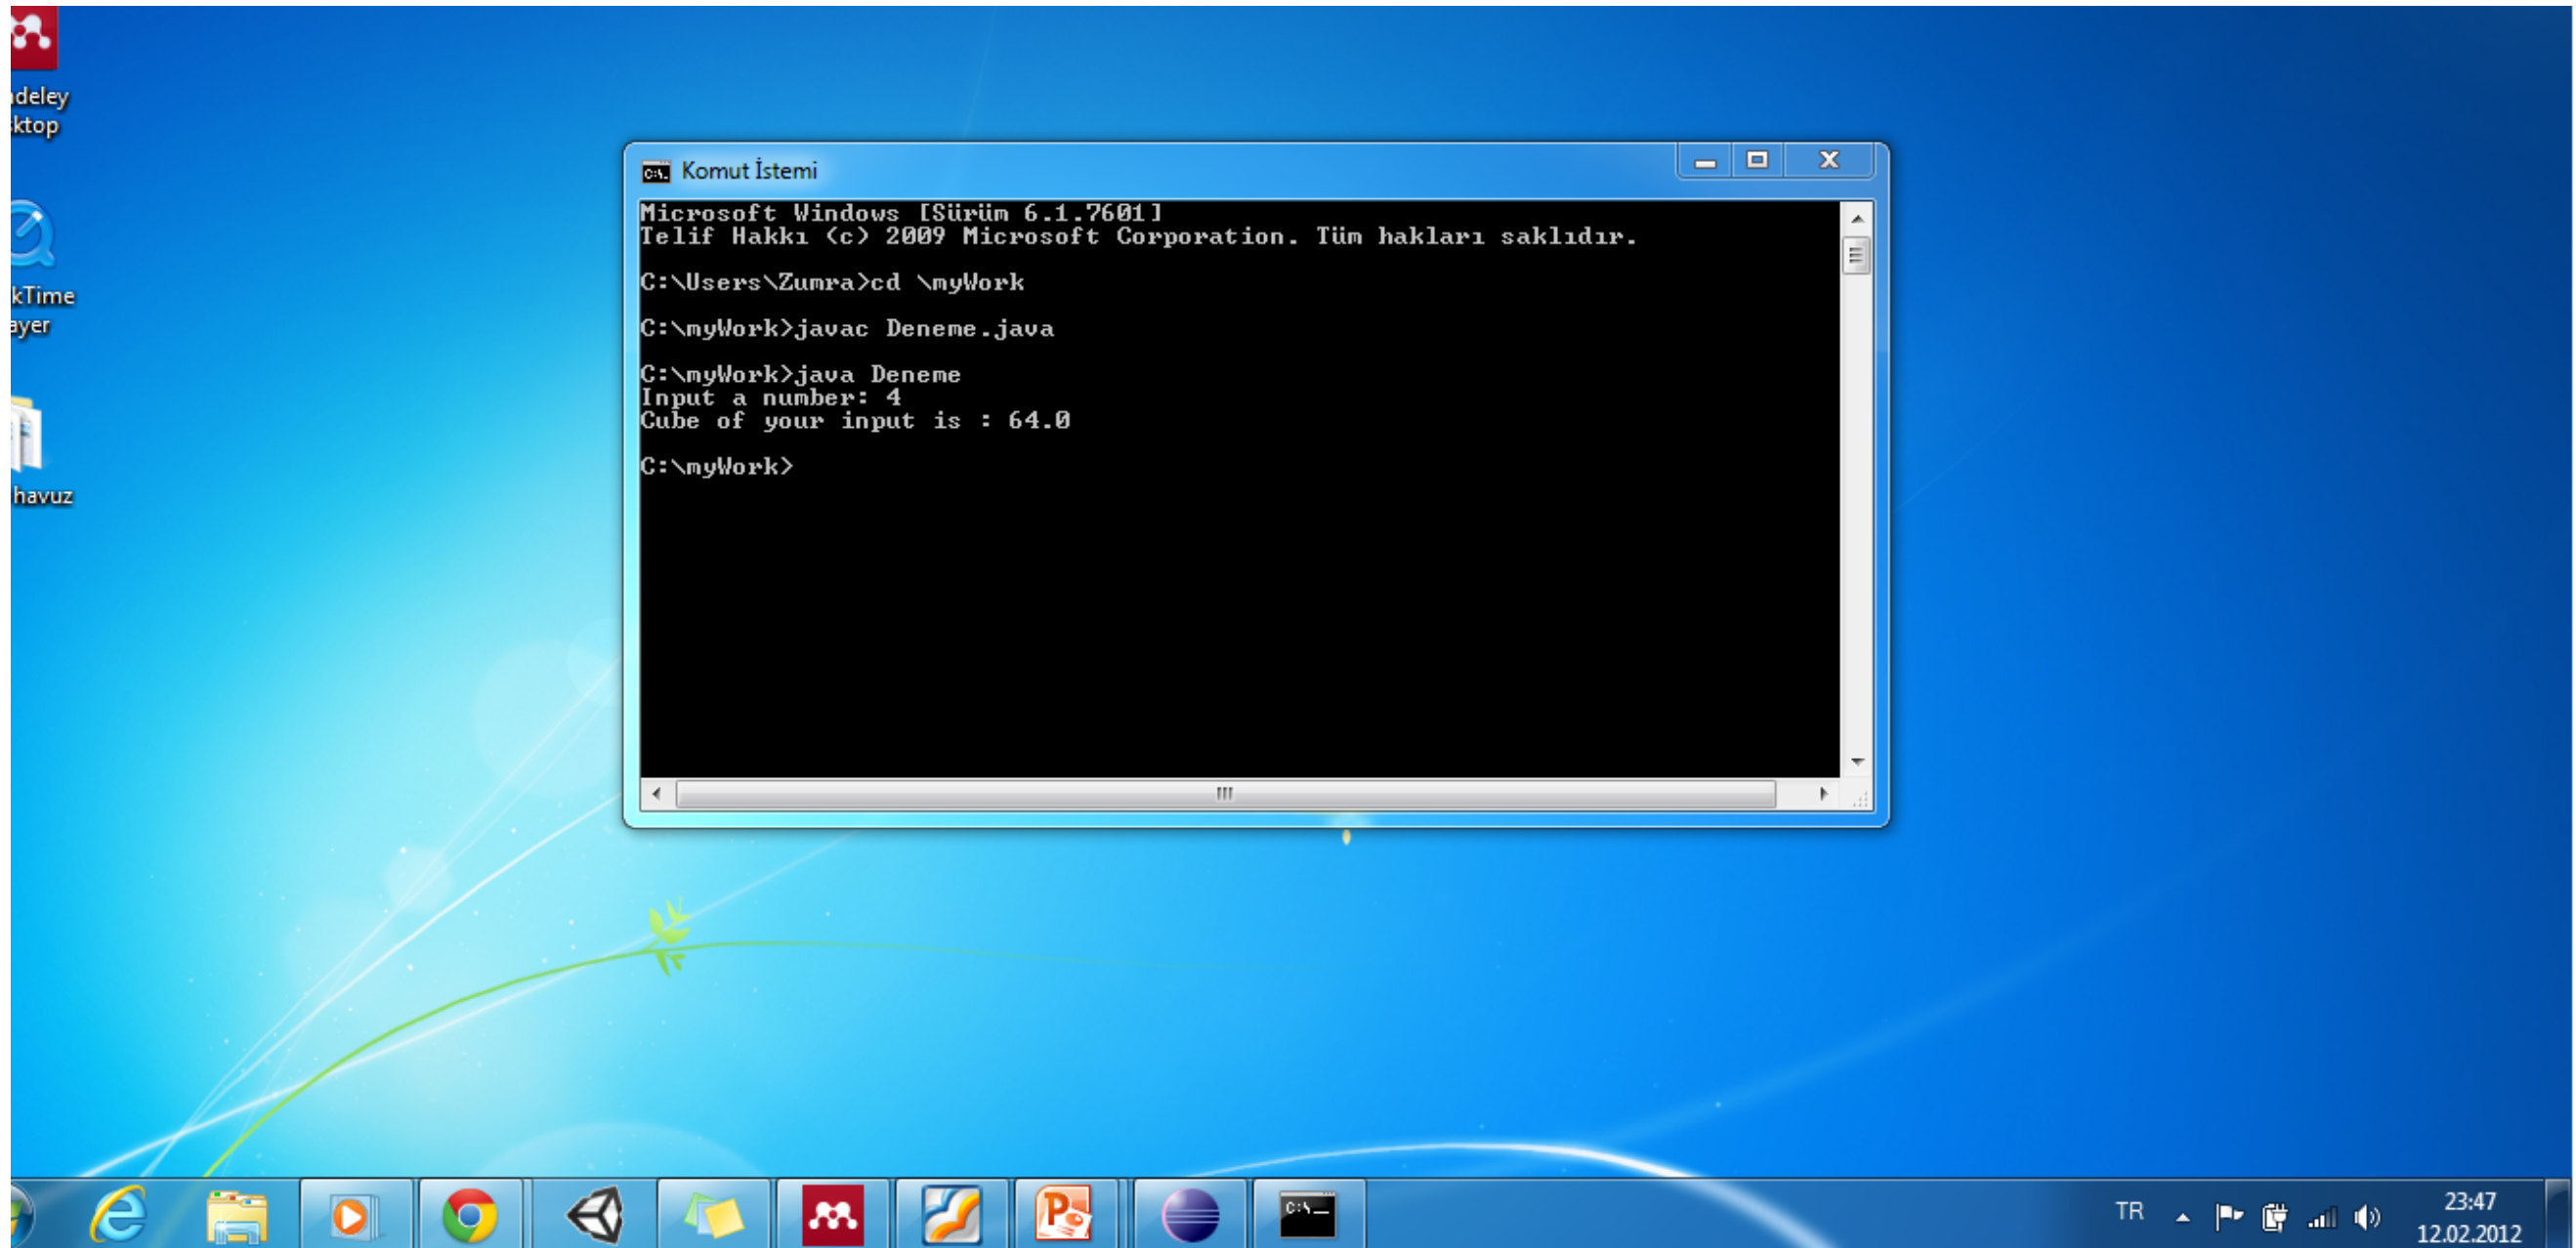 deley
ktop
kTime
ayer
havuz
Komut İstemi
Microsoft Windows [Sürüm 6.1.7601]
Telif Hakkı (c) 2009 Microsoft Corporation. Tüm hakları saklıdır.
C:\Users\Zumra>cd \myWork
C:\myWork>javac Deneme.java
C:\myWork>java Deneme
Input a number: 4
Cube of your input is : 64.0
C:\myWork>
TR
23:47
12.02.2012